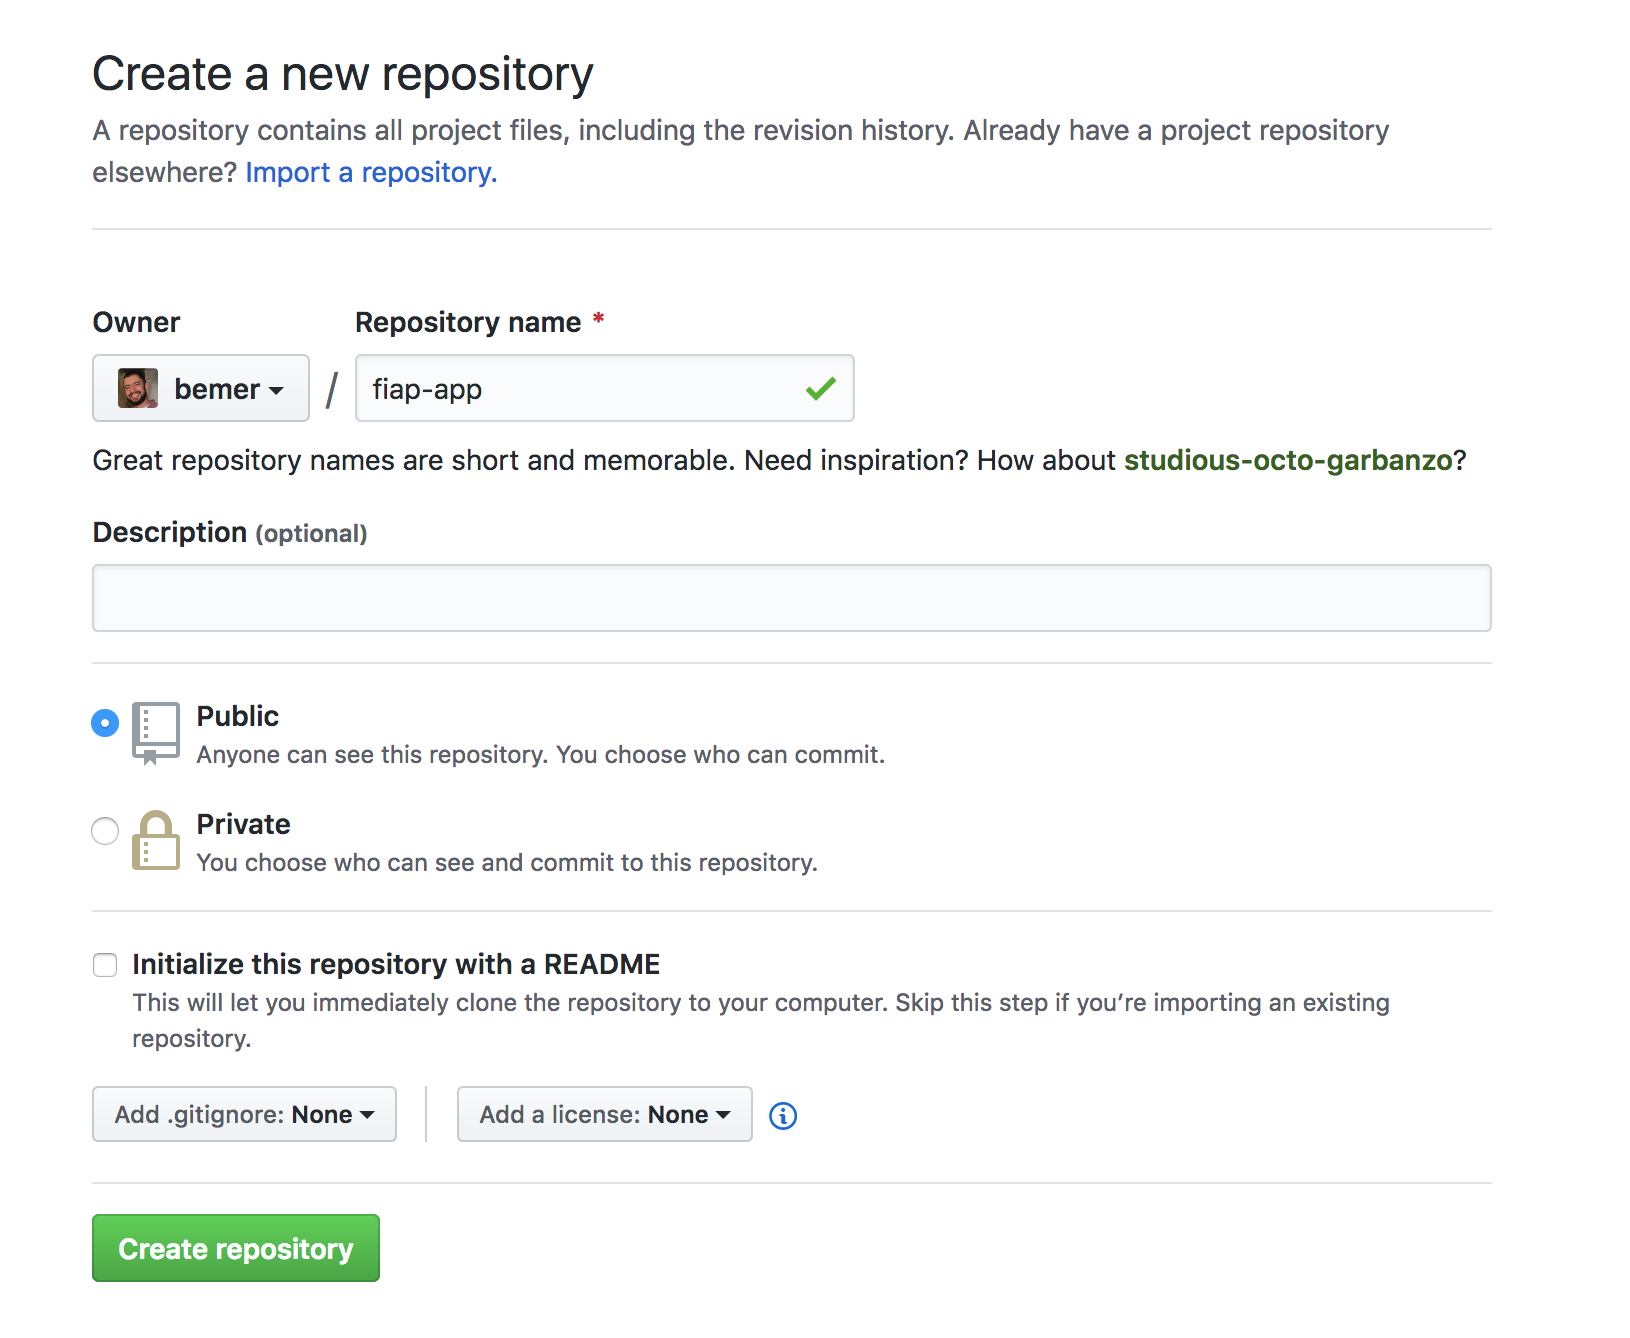 Create a new repository
A repository contains all project files, including the revision history. Already have a project repository
elsewhere? Import a repository.
Owner
Repository name *
bemer
/
fiap-app
Great repository names are short and memorable. Need inspiration? How about studious-octo-garbanzo?
Description (optional)
Public
Anyone can see this repository. You choose who can commit.
Private
You choose who can see and commit to this repository.
Initialize this repository with a README
This will let you immediately clone the repository to your computer. Skip this step if you’re importing an existing
repository.
Add .gitignore: None
Add a license: None
Create repository